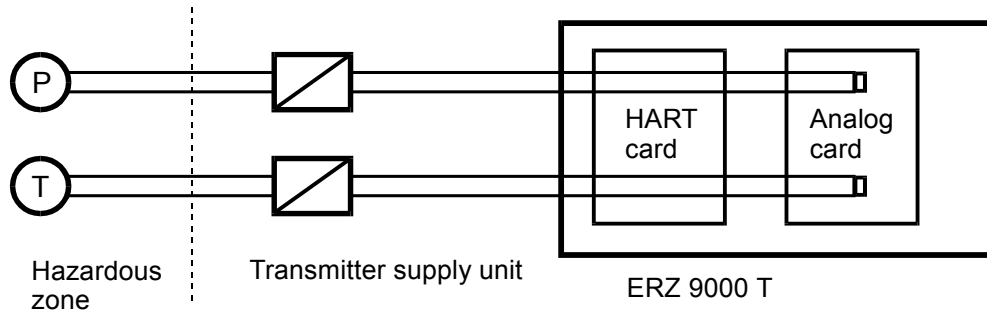 P
HART
card
Analog
card
T
Hazardous
zone
Transmitter supply unit
ERZ 9000 T